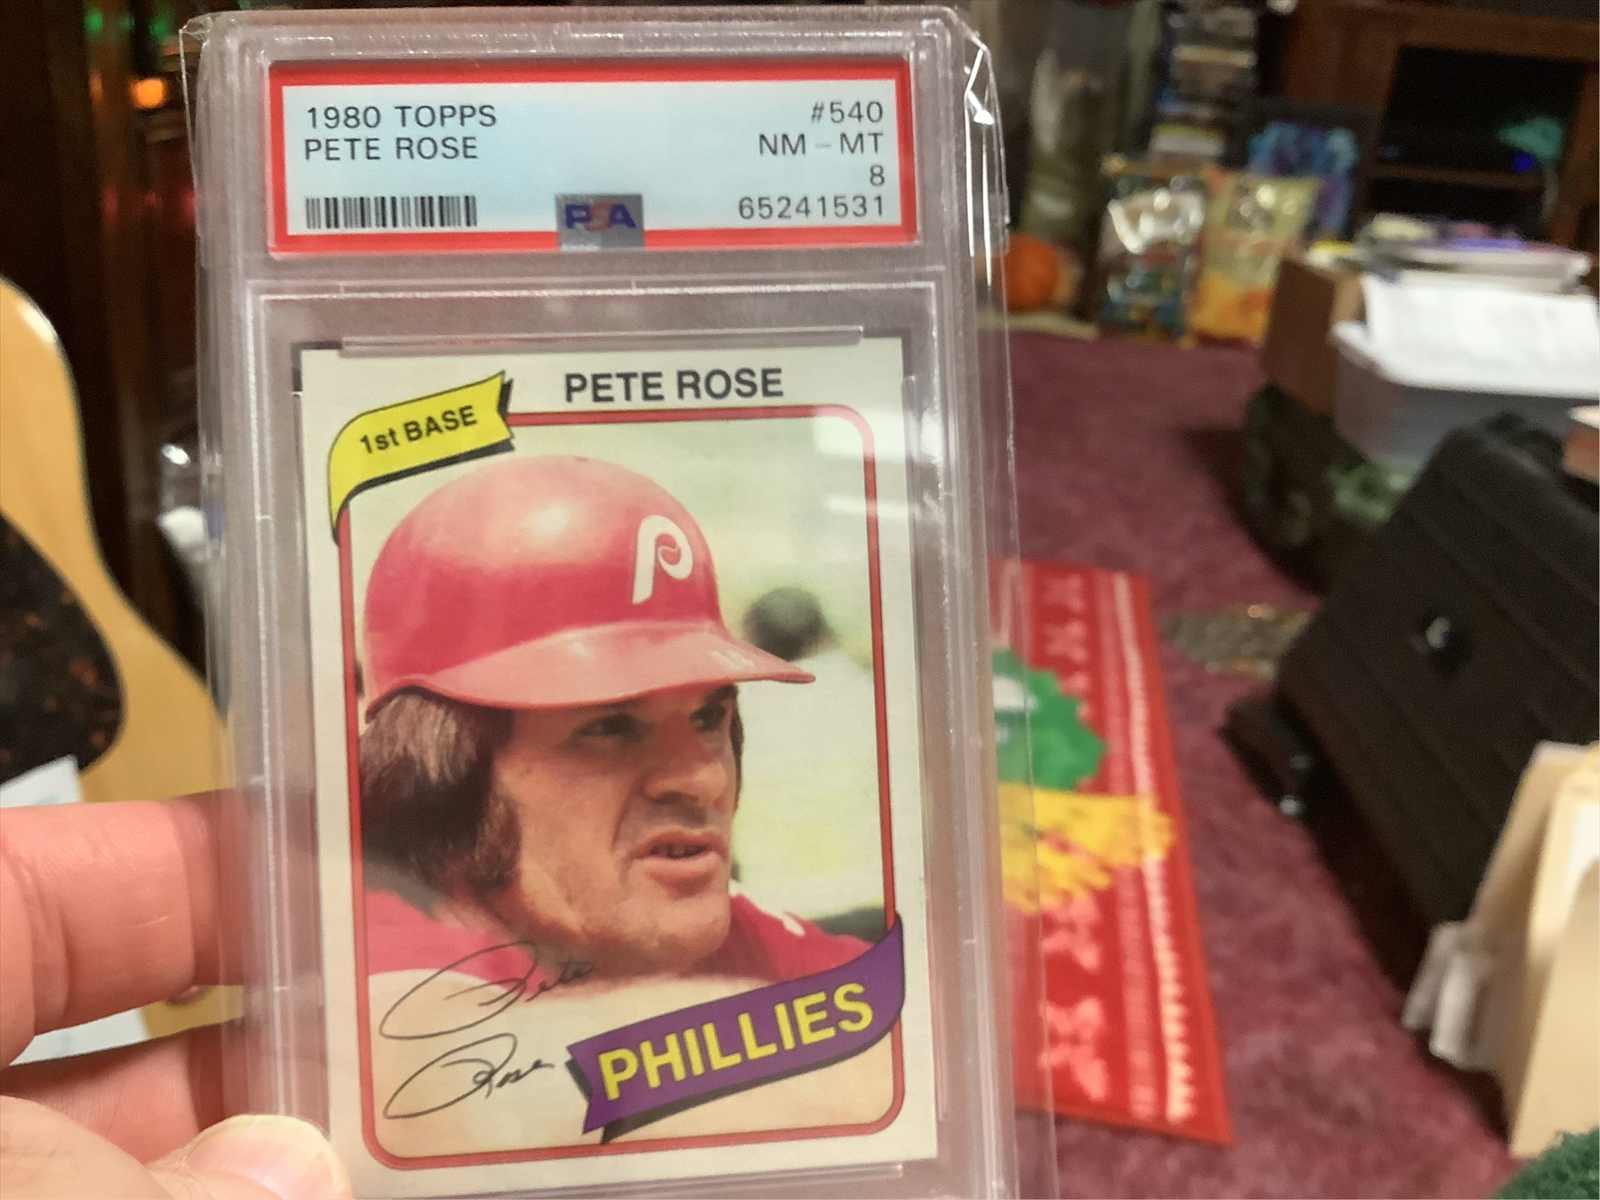 1980 TOPPS #540
PETE ROSE NM - MT
8
65241531
PSA
PETE ROSE
1st BASE
P
Pete
Rose
PHILLIES